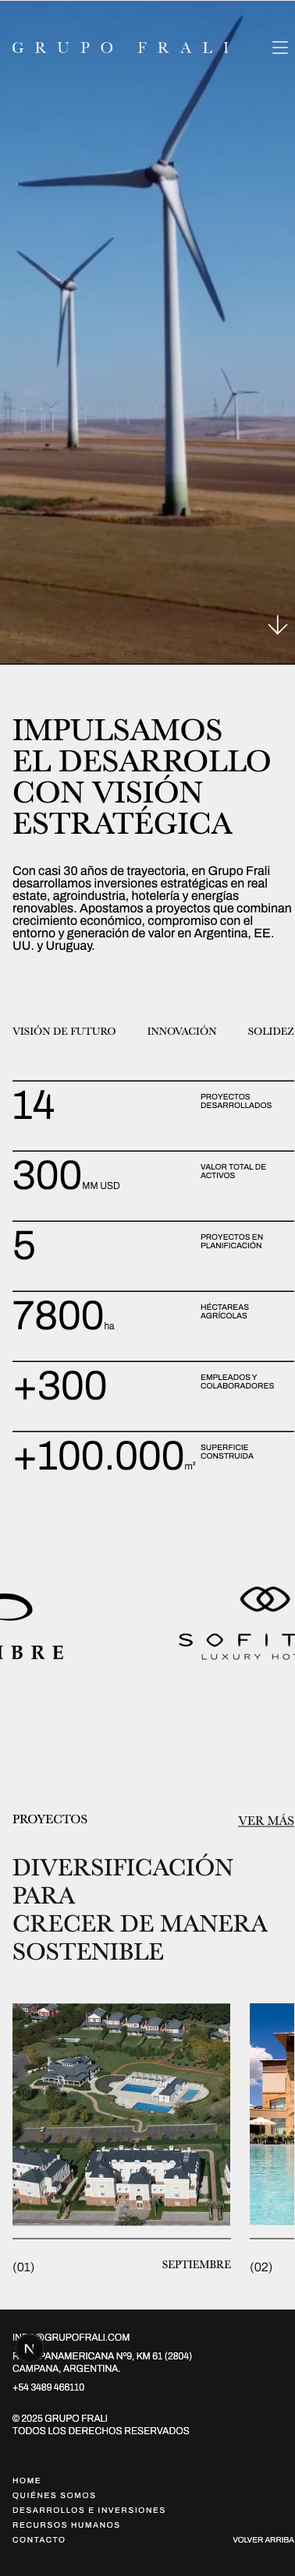 GRUPO FRALI
IMPULSAMOS
EL DESARROLLO
CON VISIÓN
ESTRATÉGICA
Con casi 30 años de trayectoria, en Grupo Frali
desarrollamos inversiones estratégicas en real
estate, agroindustria, hotelería y energías
renovables. Apostamos a proyectos que combinan
crecimiento económico, compromiso con el
entorno y generación de valor en Argentina, EE.
UU. y Uruguay.
VISIÓN DE FUTURO INNOVACIÓN SOLIDEZ
14 PROYECTOS
DESARROLLADOS
300 MM USD VALOR TOTAL DE
ACTIVOS
5 PROYECTOS EN
PLANIFICACIÓN
7800 ha HÉCTAREAS
AGRÍCOLAS
+300 EMPLEADOS Y
COLABORADORES
+100.000 m² SUPERFICIE
CONSTRUIDA
BRE
SOFIT
LUXURY HO
PROYECTOS VER MÁS
DIVERSIFICACIÓN
PARA
CRECER DE MANERA
SOSTENIBLE
(01) SEPTIEMBRE (02)
@GRUPOFRALI.COM
PANAMERICANA Nº9, KM 61 (2804)
CAMPANA, ARGENTINA.
+54 3489 466110
N
© 2025 GRUPO FRALI
TODOS LOS DERECHOS RESERVADOS
HOME
QUIÉNES SOMOS
DESARROLLOS E INVERSIONES
RECURSOS HUMANOS
CONTACTO VOLVER ARRIBA